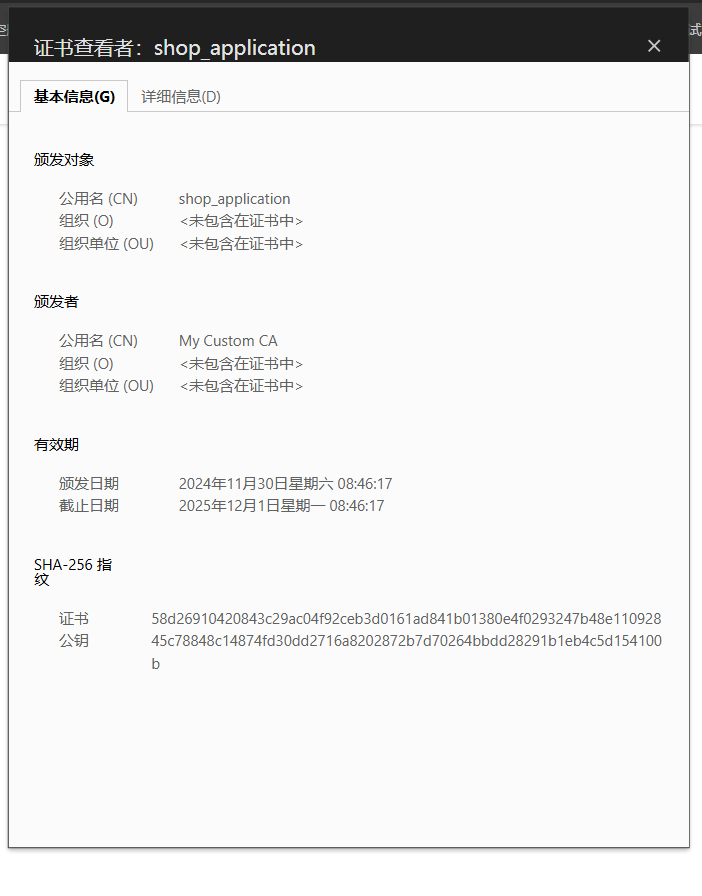 证书查看者：shop_application
基本信息(G) 详细信息(D)
颁发对象
公用名 (CN) shop_application
组织 (O) <未包含在证书中>
组织单位 (OU) <未包含在证书中>
颁发者
公用名 (CN) My Custom CA
组织 (O) <未包含在证书中>
组织单位 (OU) <未包含在证书中>
有效期
颁发日期 2024年11月30日星期六 08:46:17
截止日期 2025年12月1日星期一 08:46:17
SHA-256 指
纹
证书 58d26910420843c29ac04f92ceb3d0161ad841b01380e4f0293247b48e110928
公钥 45c78848c14874fd30dd2716a8202872b7d70264bbdd28291b1eb4c5d154100
b